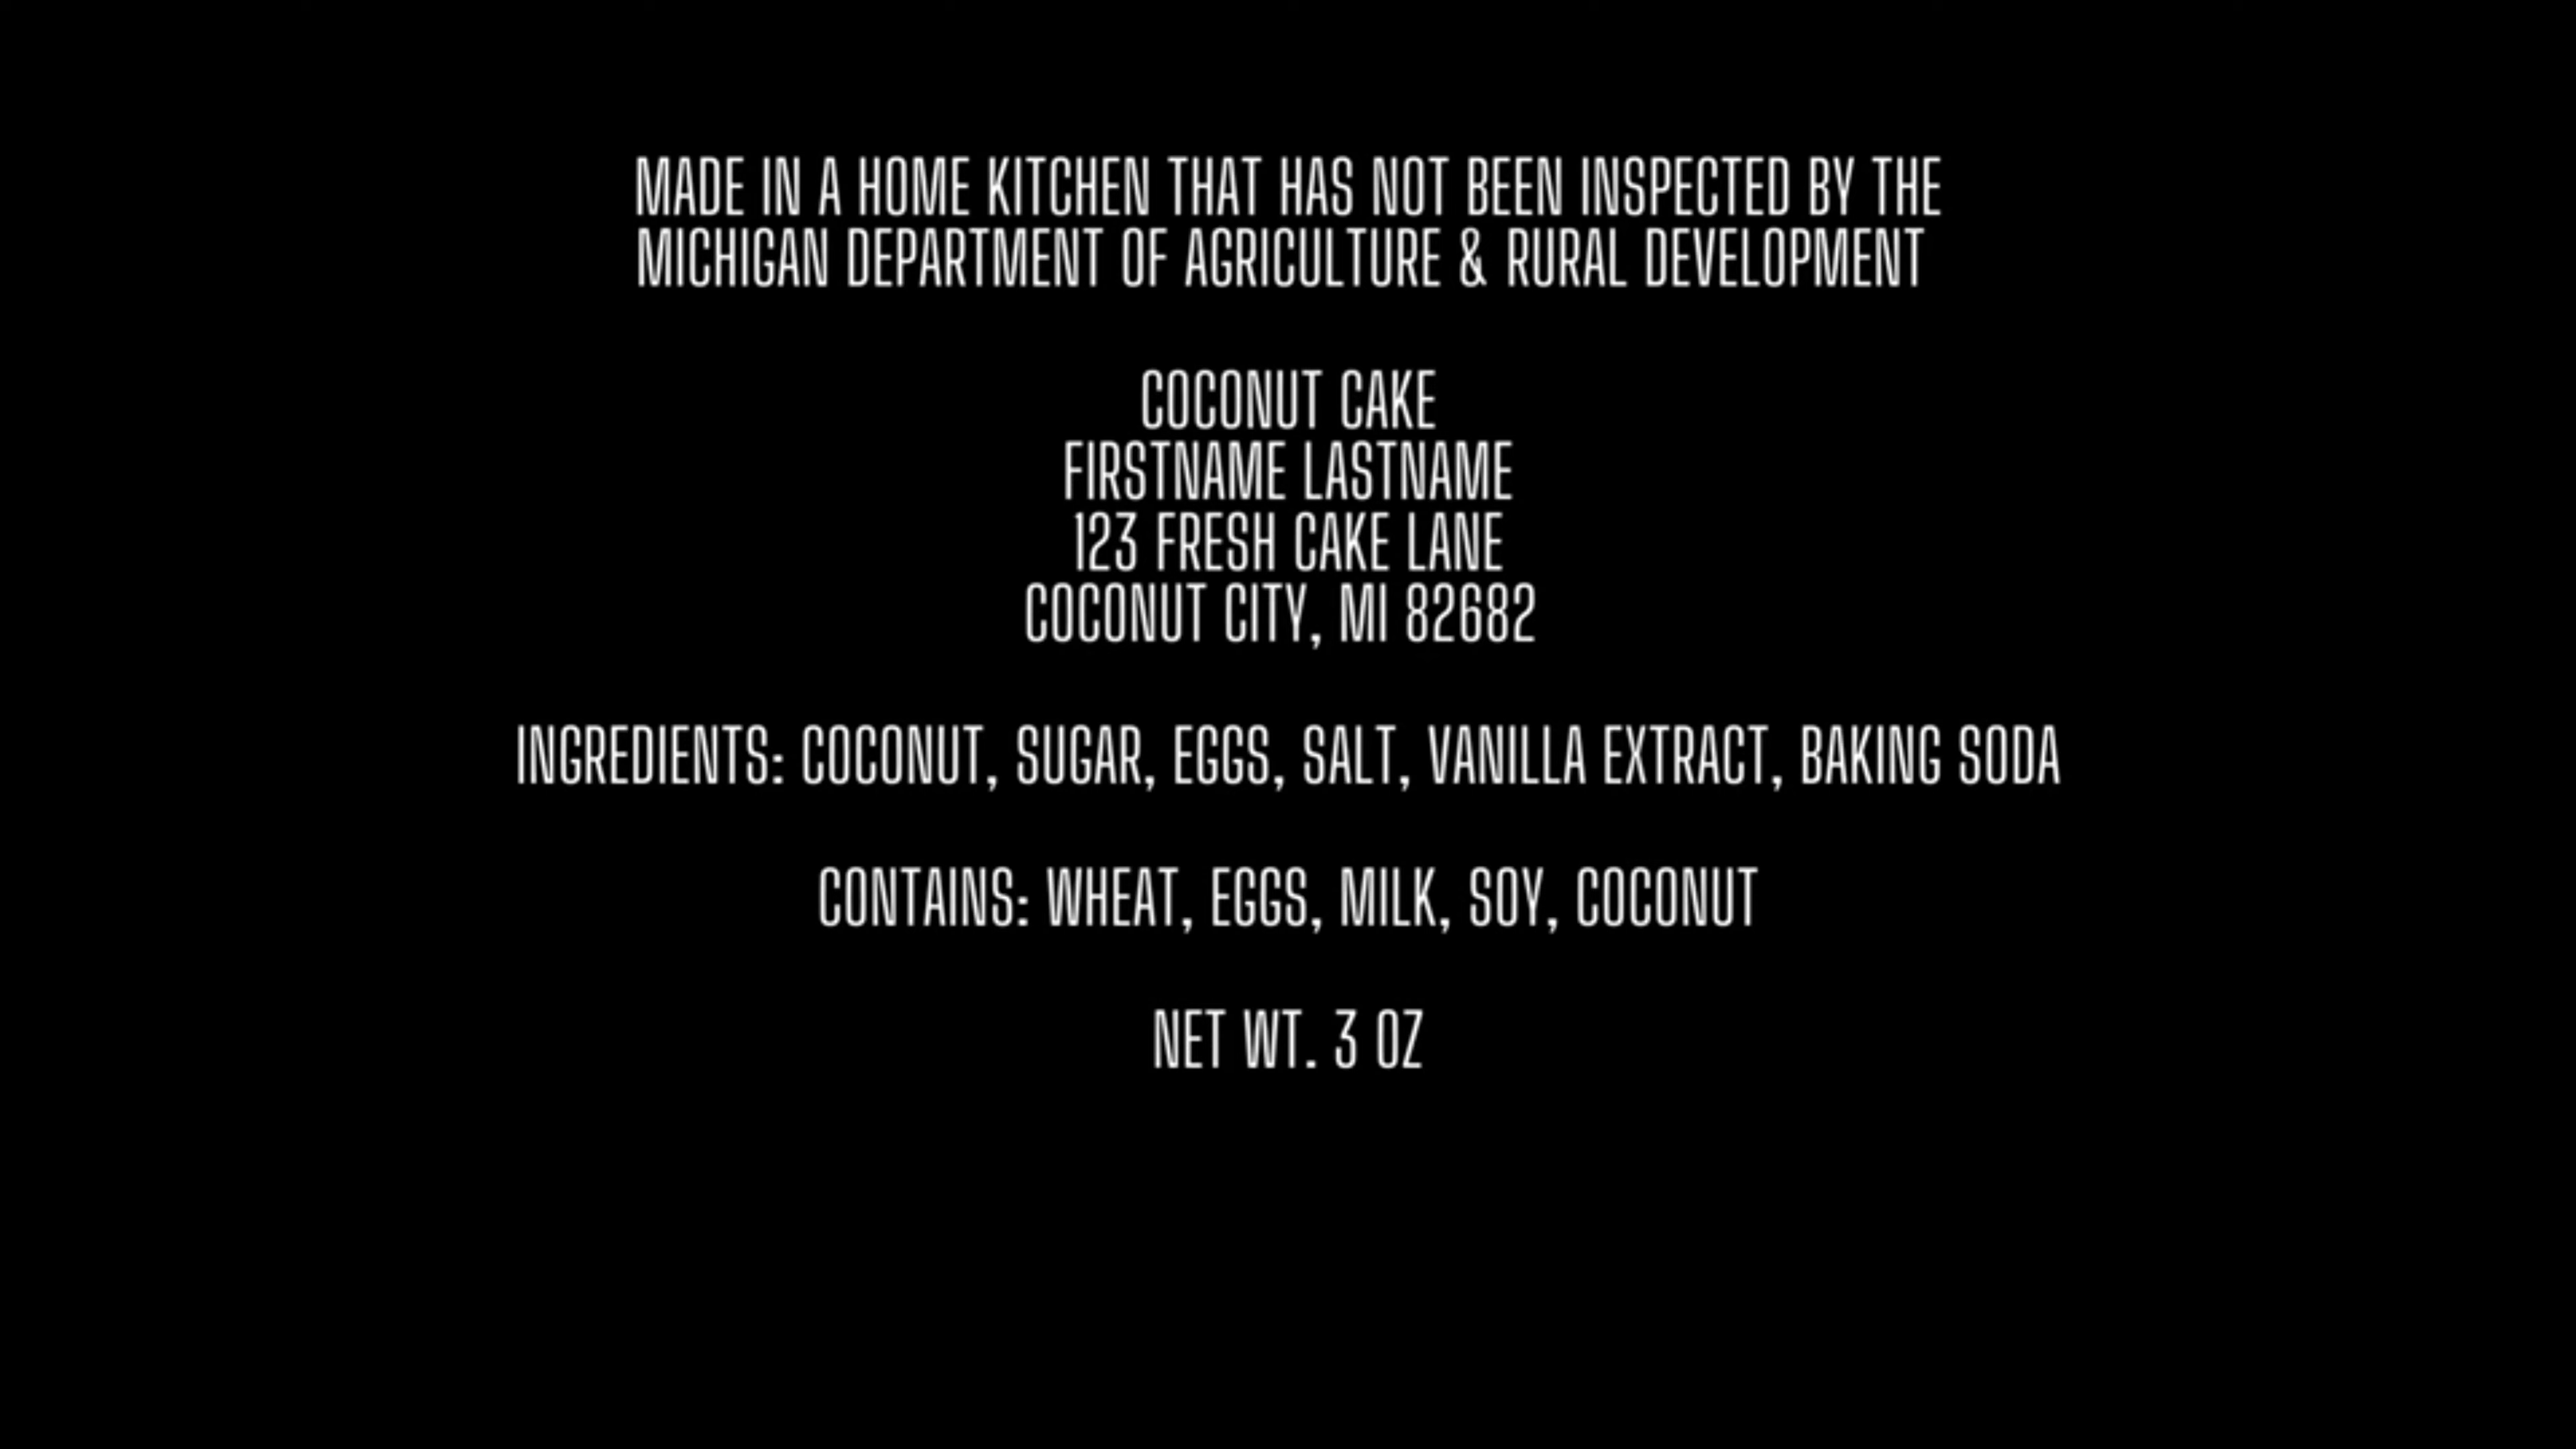 MADE IN A HOME KITCHEN THAT HAS NOT BEEN INSPECTED BY THE
MICHIGAN DEPARTMENT OF AGRICULTURE & RURAL DEVELOPMENT
COCONUT CAKE
FIRSTNAME LASTNAME
123 FRESH CAKE LANE
COCONUT CITY, MI 82682
INGREDIENTS: COCONUT, SUGAR, EGGS, SALT, VANILLA EXTRACT, BAKING SODA
CONTAINS: WHEAT, EGGS, MILK, SOY, COCONUT
NET WT. 3 OZ